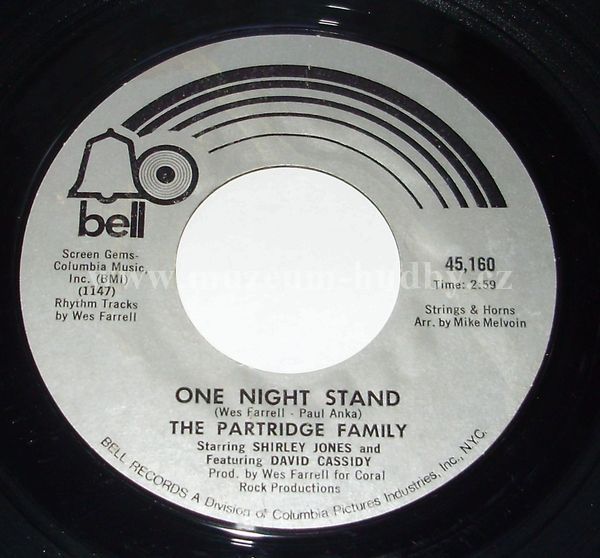 bell
Screen Gems-
Columbia Music
Inc. (BMI)
(1147)
Rhythm Tracks
by Wes Farrell
45,160
Time: 2:59
Strings & Horns
Arr. by Mike Melvoin
www.muzeum-hudby.cz
ONE NIGHT STAND
(Wes Farrell - Paul Anka)
THE PARTRIDGE FAMILY
Starring SHIRLEY JONES and
Featuring DAVID CASSIDY
Prod. by Wes Farrell for Coral
Rock Productions
BELL RECORDS A Division of Columbia Pictures Industries, Inc., N.Y.C.